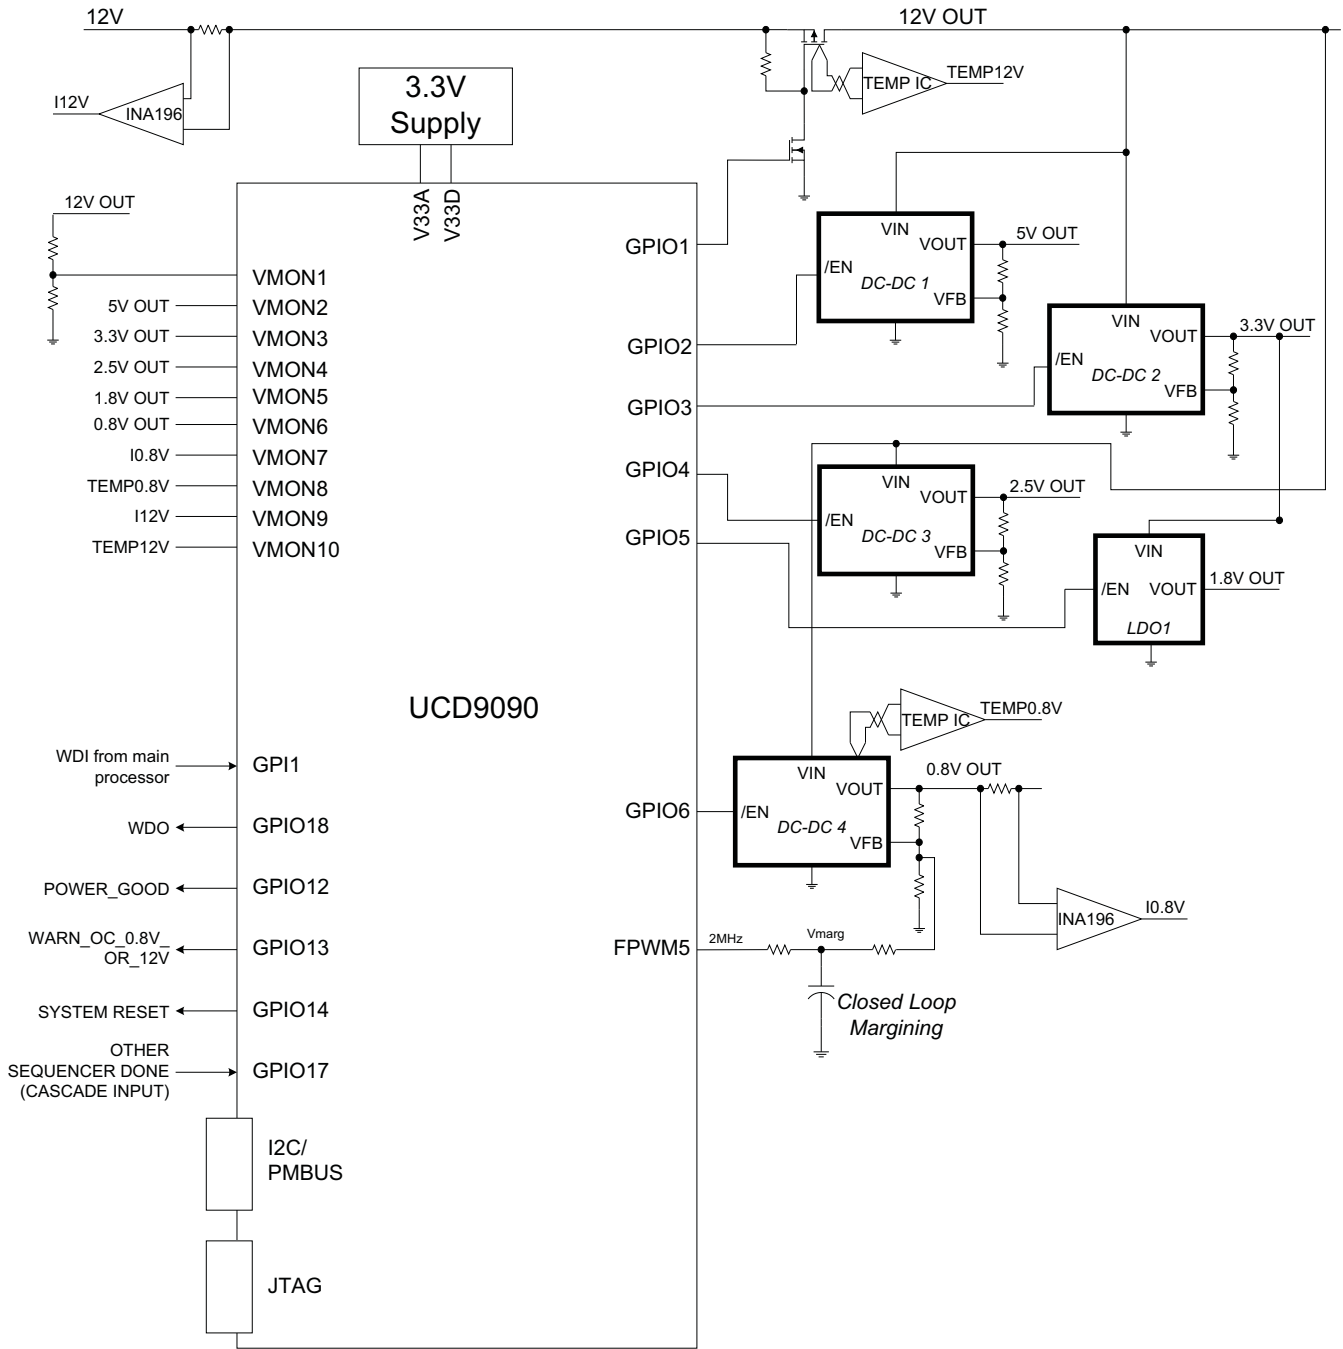 12V
12V OUT
TEMP IC
TEMP12V
I12V
INA196
3.3V
Supply
V33A
V33D
12V OUT
GPIO1
VIN
VOUT
/EN
DC-DC 1
VFB
5V OUT
VMON1
5V OUT
VMON2
3.3V OUT
VMON3
2.5V OUT
VMON4
1.8V OUT
VMON5
0.8V OUT
VMON6
I0.8V
VMON7
TEMP0.8V
VMON8
I12V
VMON9
TEMP12V
VMON10
GPIO2
VIN
VOUT
/EN
DC-DC 2
VFB
3.3V OUT
GPIO3
GPIO4
VIN
VOUT
/EN
DC-DC 3
VFB
2.5V OUT
GPIO5
VIN
/EN
VOUT
LDO1
1.8V OUT
UCD9090
TEMP IC
TEMP0.8V
WDI from main
processor
GPI1
WDO
GPIO18
POWER_GOOD
GPIO12
WARN_OC_0.8V_
OR_12V
GPIO13
SYSTEM RESET
GPIO14
OTHER
SEQUENCER DONE
(CASCADE INPUT)
GPIO17
GPIO6
VIN
VOUT
/EN
DC-DC 4
VFB
0.8V OUT
INA196
I0.8V
FPWM5
2MHz
Vmarg
Closed Loop
Margining
I2C/
PMBUS
JTAG